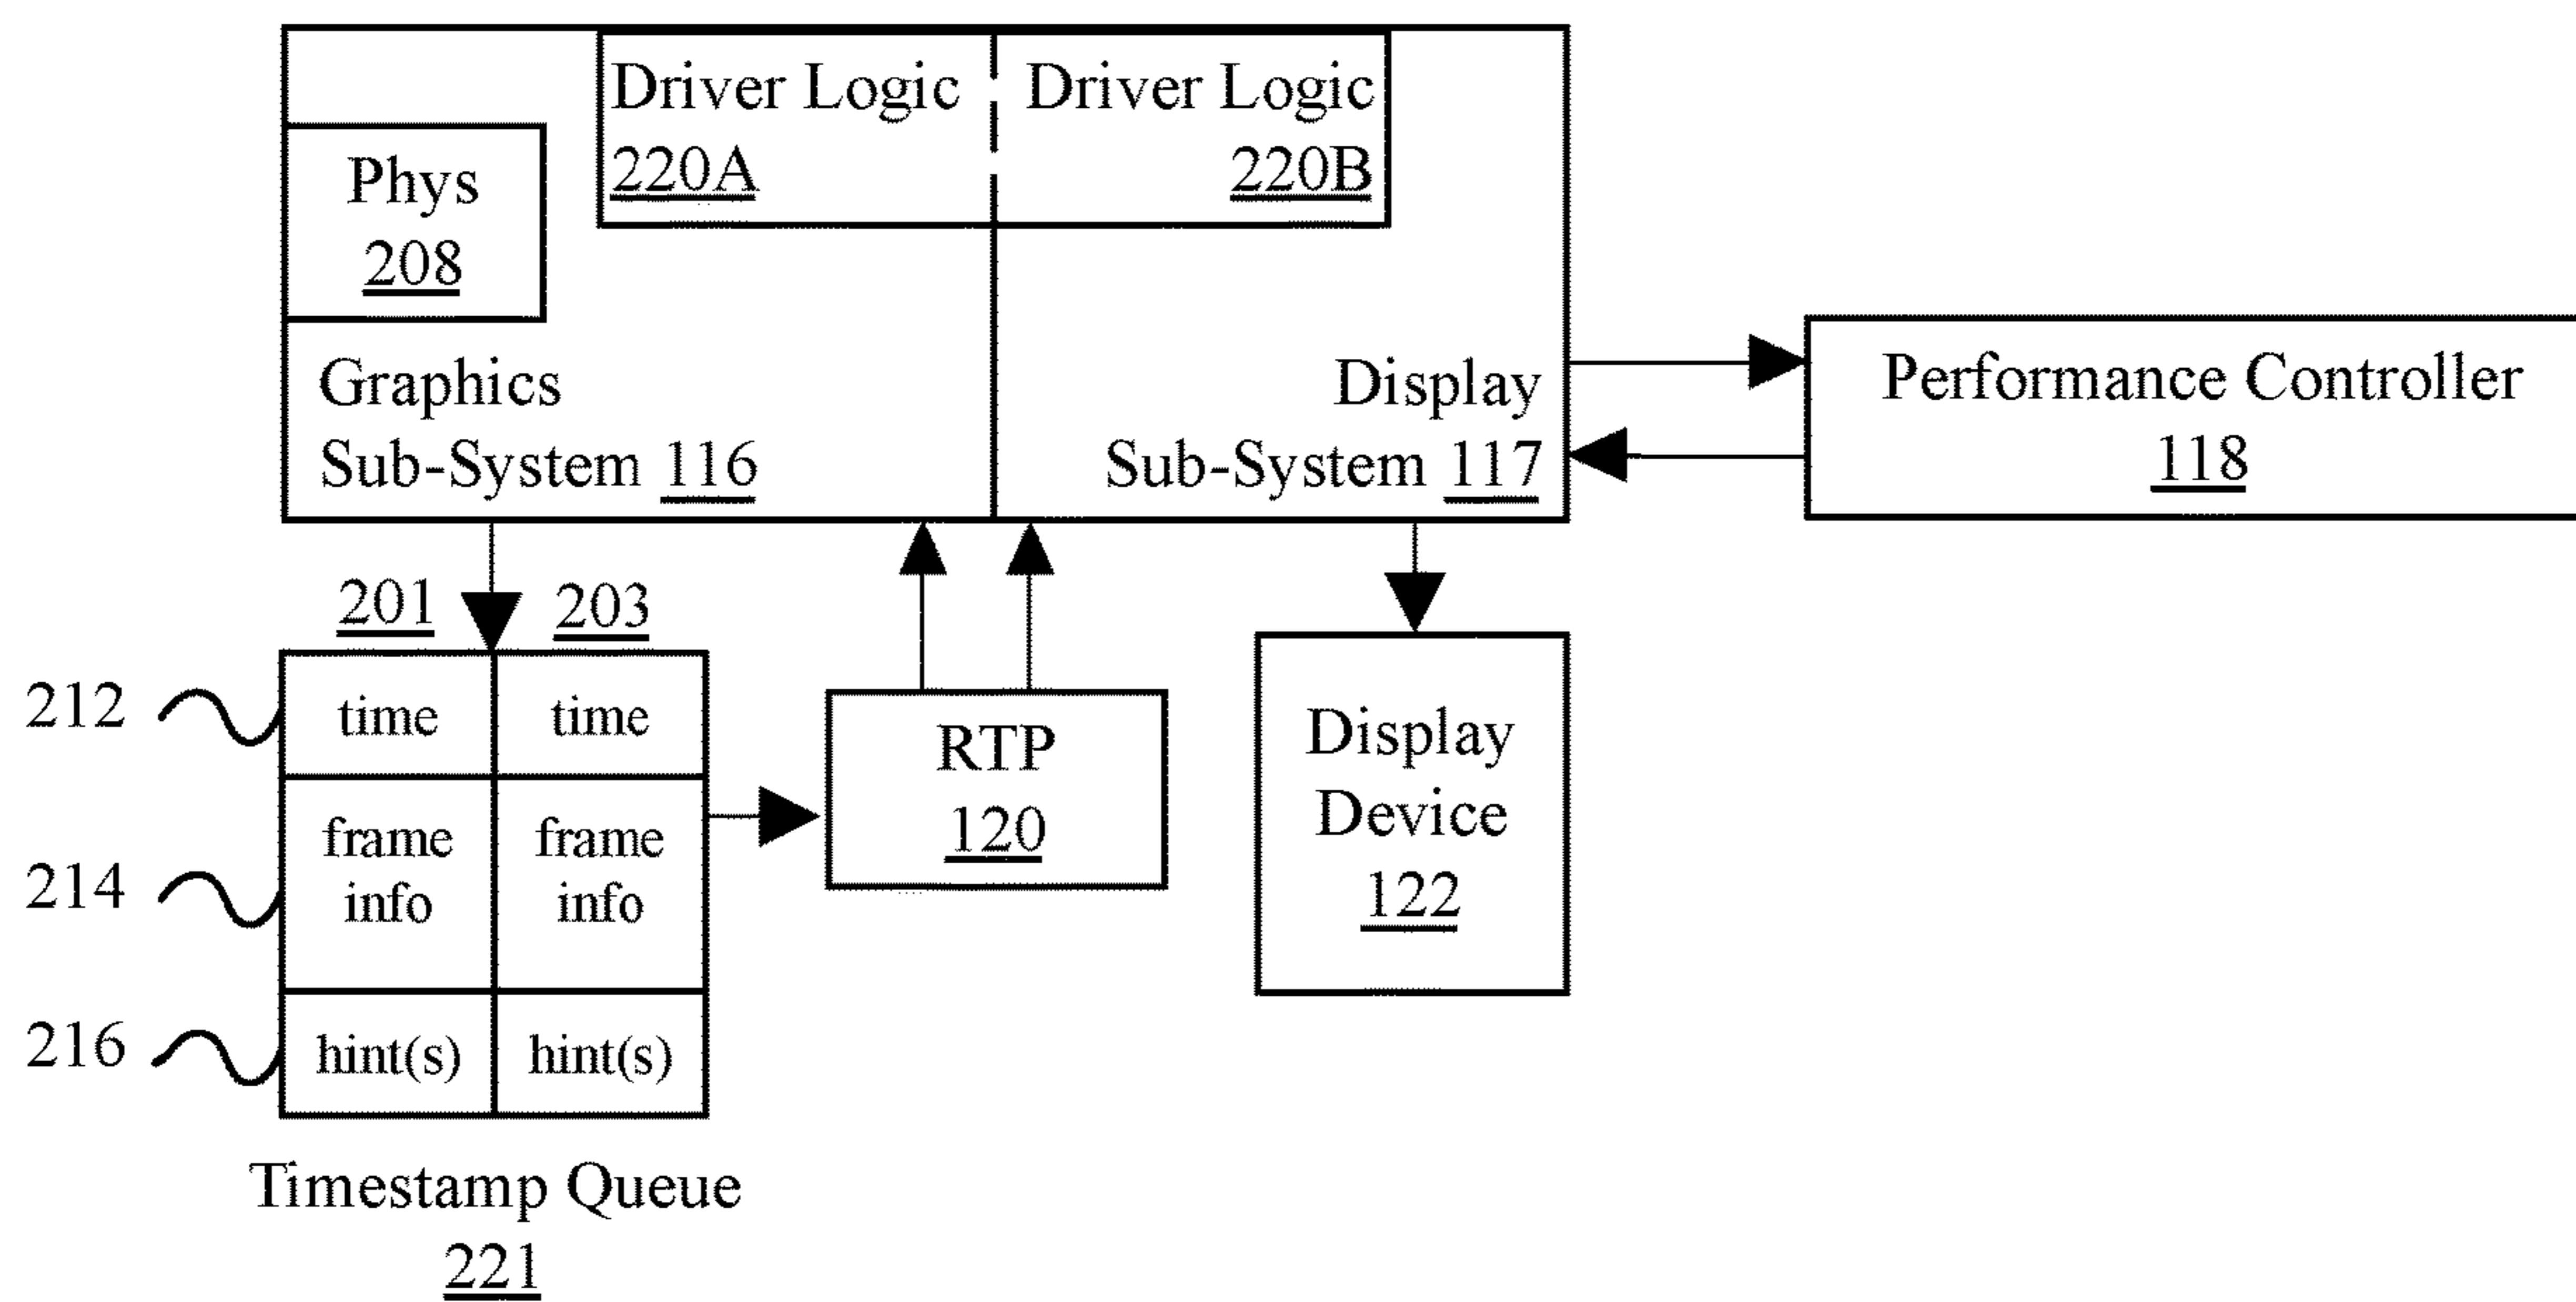 Driver Logic
220A
Driver Logic
220B
Phys
208
Graphics
Sub-System 116
Display
Sub-System 117
Performance Controller
118
201
203
212
time
time
214
frame
info
frame
info
216
hint(s)
hint(s)
Timestamp Queue
221
RTP
120
Display
Device
122